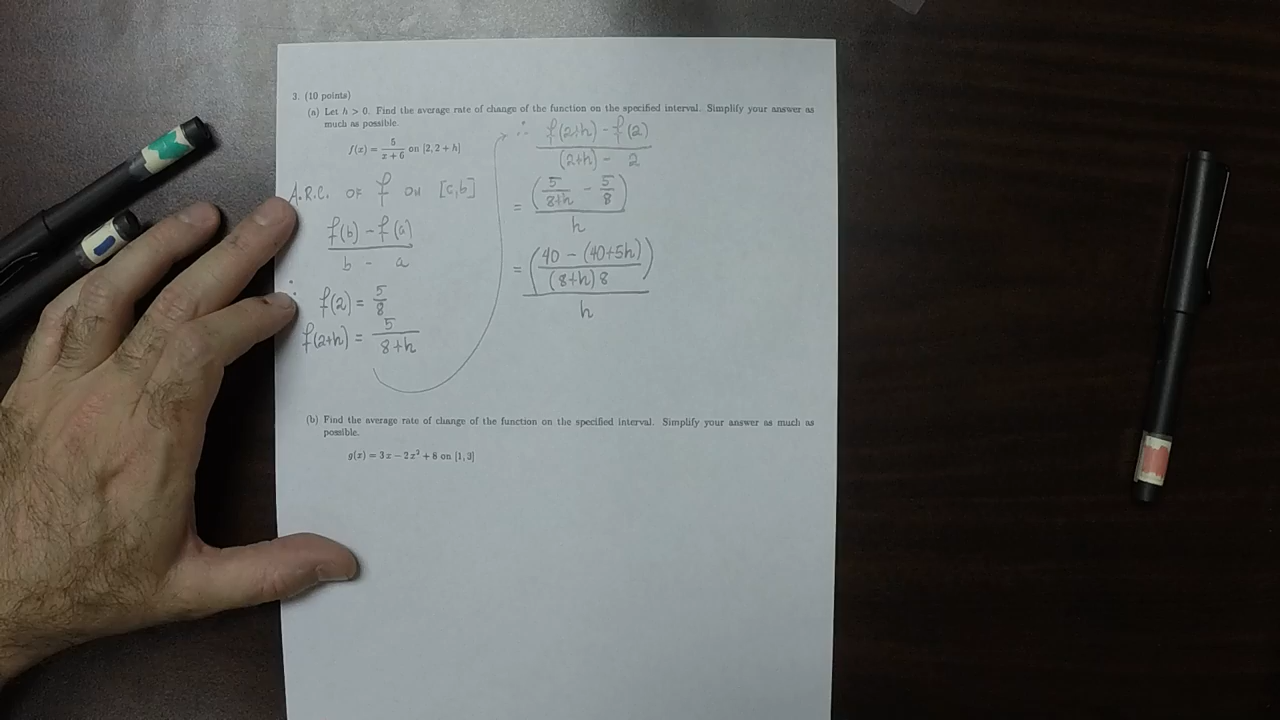 3. (10 points)
(a) Let h > 0. Find the average rate of change of the function on the specified interval. Simplify your answer as
much as possible.
f(x) = 5/(x + 6) on [2, 2 + h]
A.R.C. OF f ON [a,b]
(f(b) - f(a))/(b - a)
∴ f(2) = 5/8
f(2+h) = 5/(8+h)
∴ (f(2+h) - f(2))/((2+h) - 2)
= (5/(8+h) - 5/8)/h
= ((40 - (40+5h))/((8+h)8))/h
(b) Find the average rate of change of the function on the specified interval. Simplify your answer as much as
possible.
g(x) = 3x − 2x² + 8 on [1, 3]